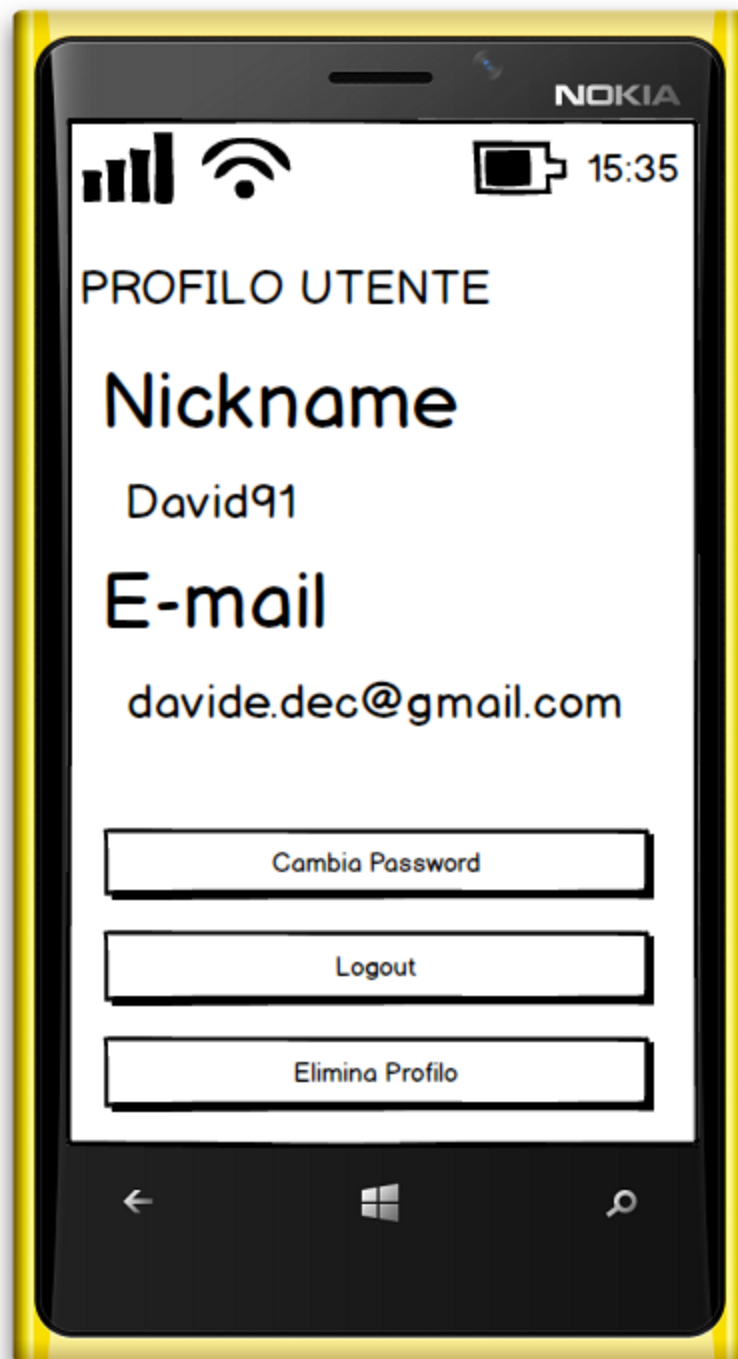 NOKIA
15:35
PROFILO UTENTE
Nickname
David91
E-mail
davide.dec@gmail.com
Cambia Password
Logout
Elimina Profilo